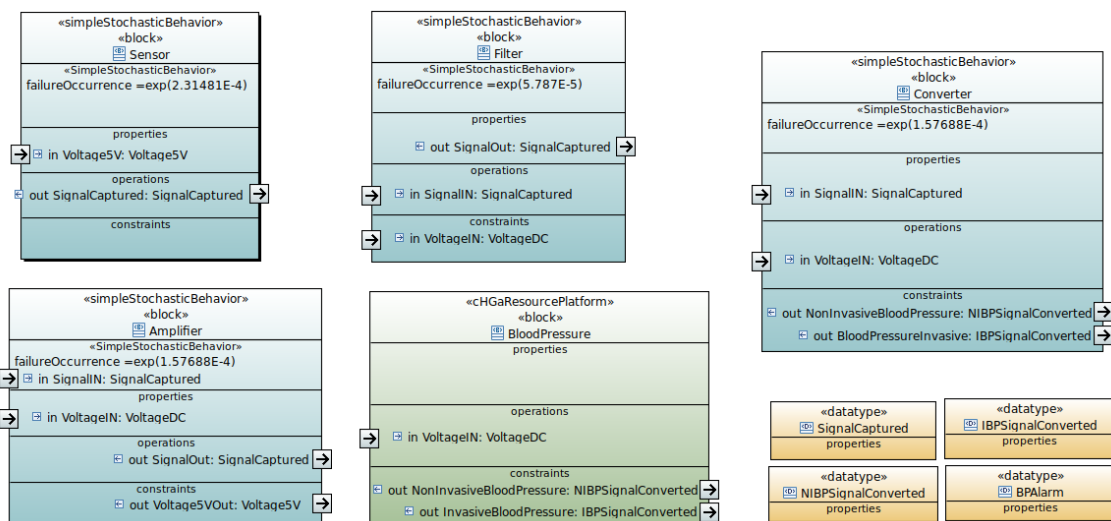 «simpleStochasticBehavior»
«block»
Sensor
«SimpleStochasticBehavior»
failureOccurrence =exp(2.31481E-4)
properties
in Voltage5V: Voltage5V
operations
out SignalCaptured: SignalCaptured
constraints
«simpleStochasticBehavior»
«block»
Filter
«SimpleStochasticBehavior»
failureOccurrence =exp(5.787E-5)
properties
out SignalOut: SignalCaptured
operations
in SignalIN: SignalCaptured
constraints
in VoltageIN: VoltageDC
«simpleStochasticBehavior»
«block»
Converter
«SimpleStochasticBehavior»
failureOccurrence =exp(1.57688E-4)
properties
in SignalIN: SignalCaptured
operations
in VoltageIN: VoltageDC
constraints
out NonInvasiveBloodPressure: NIBPSignalConverted
out BloodPressureInvasive: IBPSignalConverted
«simpleStochasticBehavior»
«block»
Amplifier
«SimpleStochasticBehavior»
failureOccurrence =exp(1.57688E-4)
in SignalIN: SignalCaptured
properties
in VoltageIN: VoltageDC
operations
out SignalOut: SignalCaptured
constraints
out Voltage5VOut: Voltage5V
«cHGaResourcePlatform»
«block»
BloodPressure
properties
operations
in VoltageIN: VoltageDC
constraints
out NonInvasiveBloodPressure: NIBPSignalConverted
out InvasiveBloodPressure: IBPSignalConverted
«datatype»
SignalCaptured
properties
«datatype»
IBPSignalConverted
properties
«datatype»
NIBPSignalConverted
properties
«datatype»
BPAlarm
properties